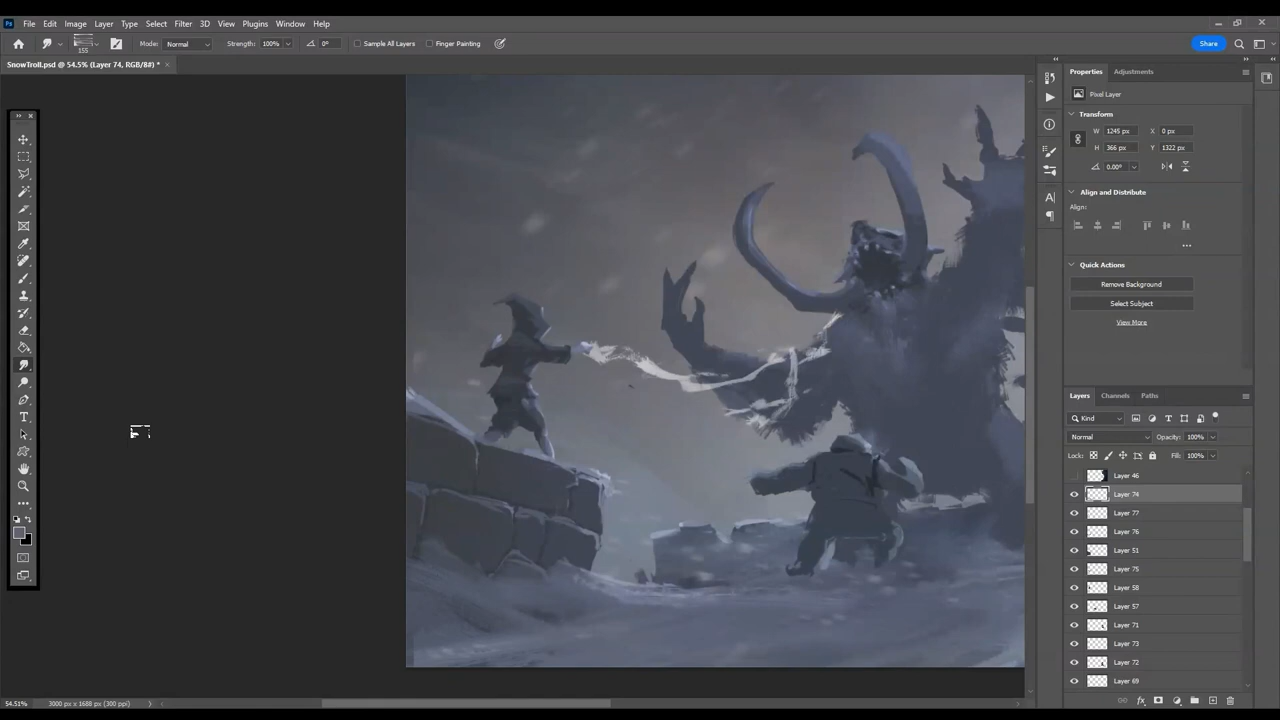 Ps File Edit Image Layer Type Select Filter 3D View Plugins Window Help
155 Mode: Normal Strength: 100% 0° Sample All Layers Finger Painting Share
SnowTroll.psd @ 54.5% (Layer 74, RGB/8#) *
Properties Adjustments
Pixel Layer
Transform
W 1245 px X 0 px
H 366 px Y 1322 px
0.00°
Align and Distribute
Align:
Quick Actions
Remove Background
Select Subject
View More
Layers Channels Paths
Kind
Normal Opacity: 100%
Lock: Fill: 100%
Layer 46
Layer 74
Layer 77
Layer 76
Layer 51
Layer 75
Layer 58
Layer 57
Layer 71
Layer 73
Layer 72
Layer 69
54.51% 3000 px x 1688 px (300 ppi)